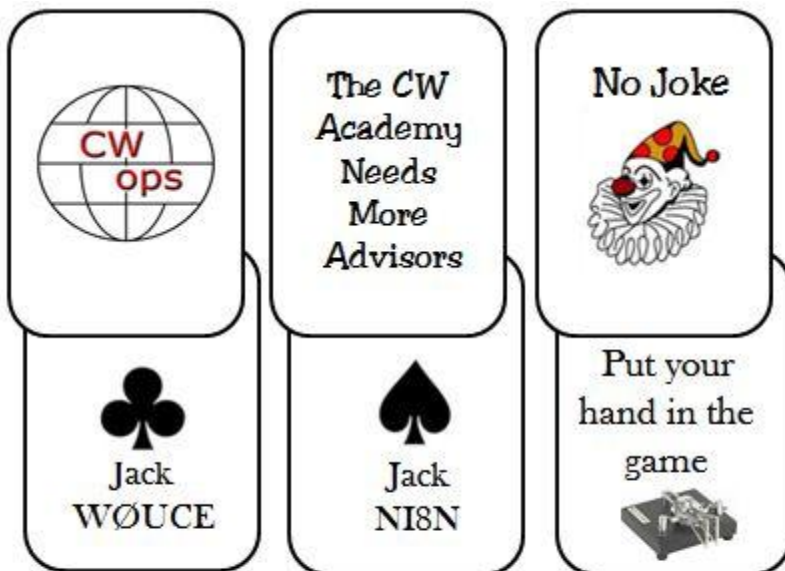 CW
ops
The CW
Academy
Needs
More
Advisors
No Joke
Jack
WØUCE
Jack
NI8N
Put your
hand in the
game